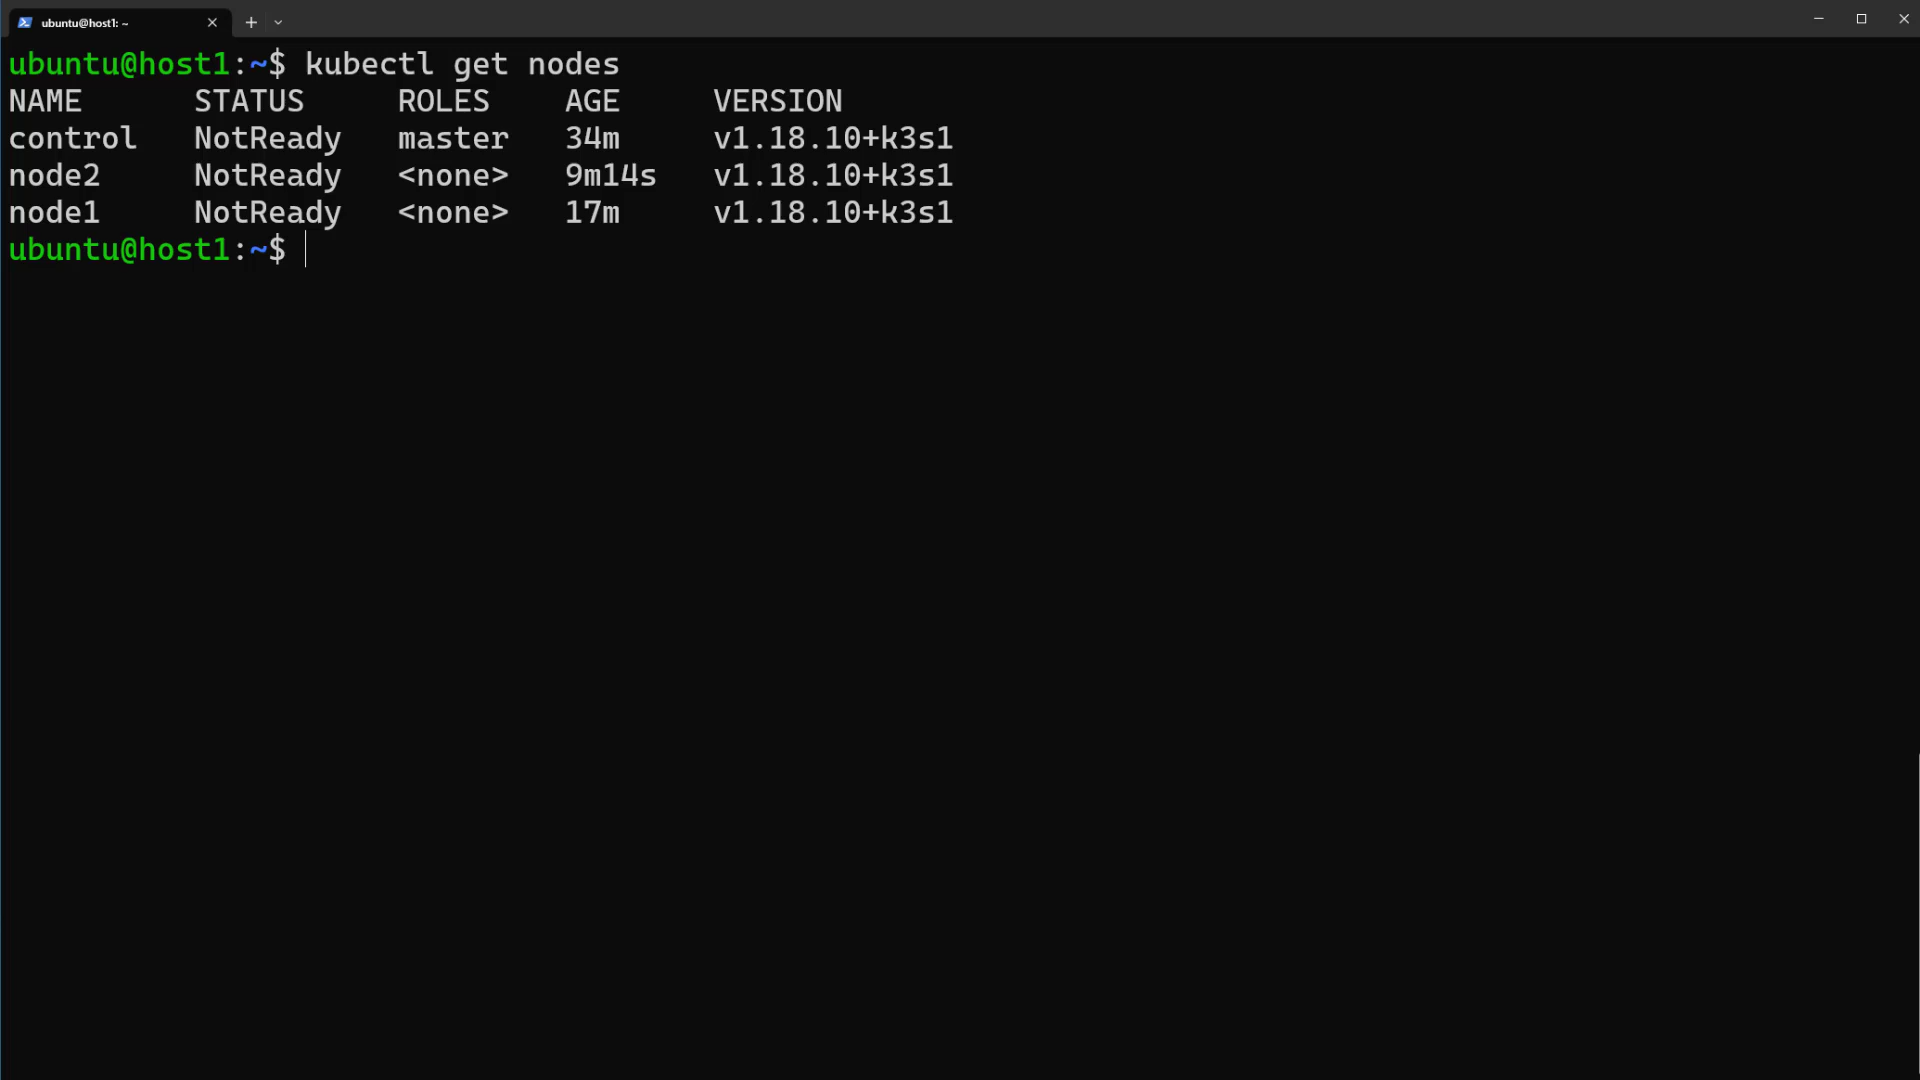 ubuntu@host1: ~
ubuntu@host1:~$ kubectl get nodes
NAME      STATUS     ROLES    AGE     VERSION
control   NotReady   master   34m     v1.18.10+k3s1
node2     NotReady   <none>   9m14s   v1.18.10+k3s1
node1     NotReady   <none>   17m     v1.18.10+k3s1
ubuntu@host1:~$